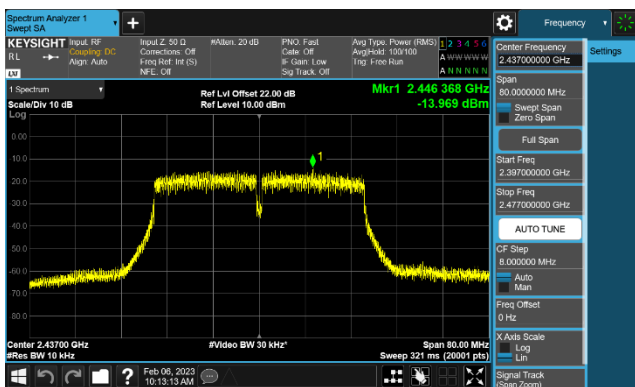 Spectrum Analyzer 1
Swept SA
+
Frequency
KEYSIGHT
RL
Input: RF
Coupling: DC
Align: Auto
Input Z: 50 Ω
Corrections: Off
Freq Ref: Int (S)
NFE: Off
#Atten: 20 dB
PNO: Fast
Gate: Off
IF Gain: Low
Sig Track: Off
Avg Type: Power (RMS)
Avg|Hold: 100/100
Trig: Free Run
1 2 3 4 5 6
A W W W W W
A N N N N N
LXI
1 Spectrum
Scale/Div 10 dB
Log
Ref Lvl Offset 22.00 dB
Ref Level 10.00 dBm
Mkr1 2.446 368 GHz
-13.969 dBm
0.00
-10.0
-20.0
-30.0
-40.0
-50.0
-60.0
-70.0
-80.0
1
Center 2.43700 GHz
#Res BW 10 kHz
#Video BW 30 kHz*
Span 80.00 MHz
Sweep 321 ms (20001 pts)
Center Frequency
2.437000000 GHz
Settings
Span
80.0000000 MHz
Swept Span
Zero Span
Full Span
Start Freq
2.397000000 GHz
Stop Freq
2.477000000 GHz
AUTO TUNE
CF Step
8.000000 MHz
Auto
Man
Freq Offset
0 Hz
X Axis Scale
Log
Lin
Signal Track
(Span Zoom)
?
Feb 06, 2023
10:13:13 AM